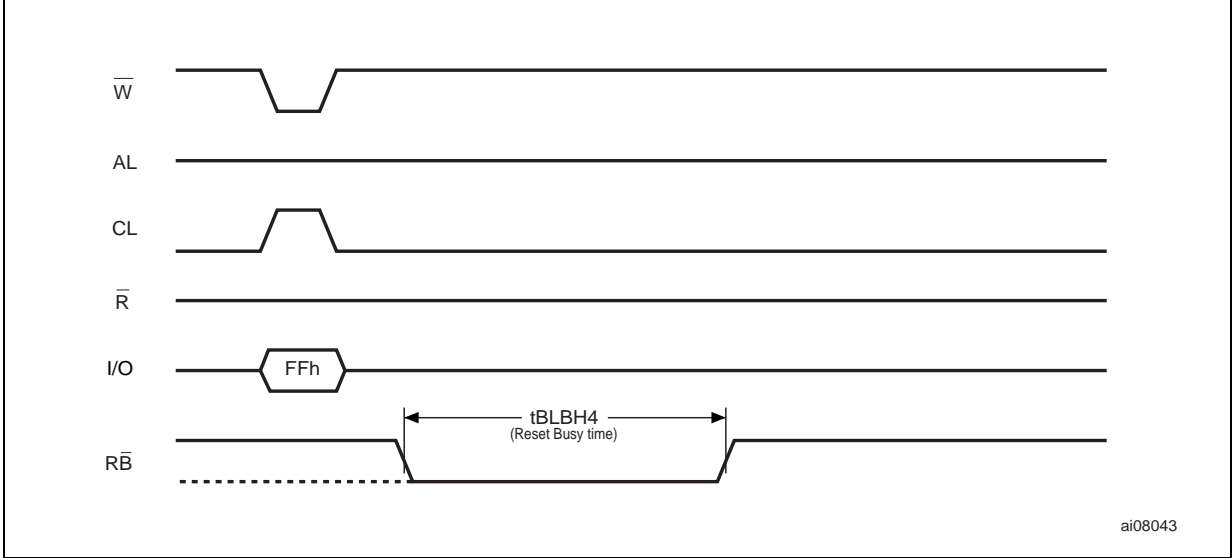 W̅
AL
CL
R̅
I/O
FFh
tBLBH4
(Reset Busy time)
RB̅
ai08043